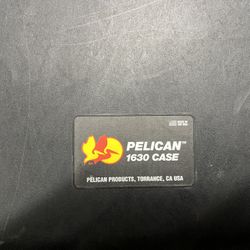 PELICAN™
1630 CASE
PELICAN PRODUCTS, TORRANCE, CA USA